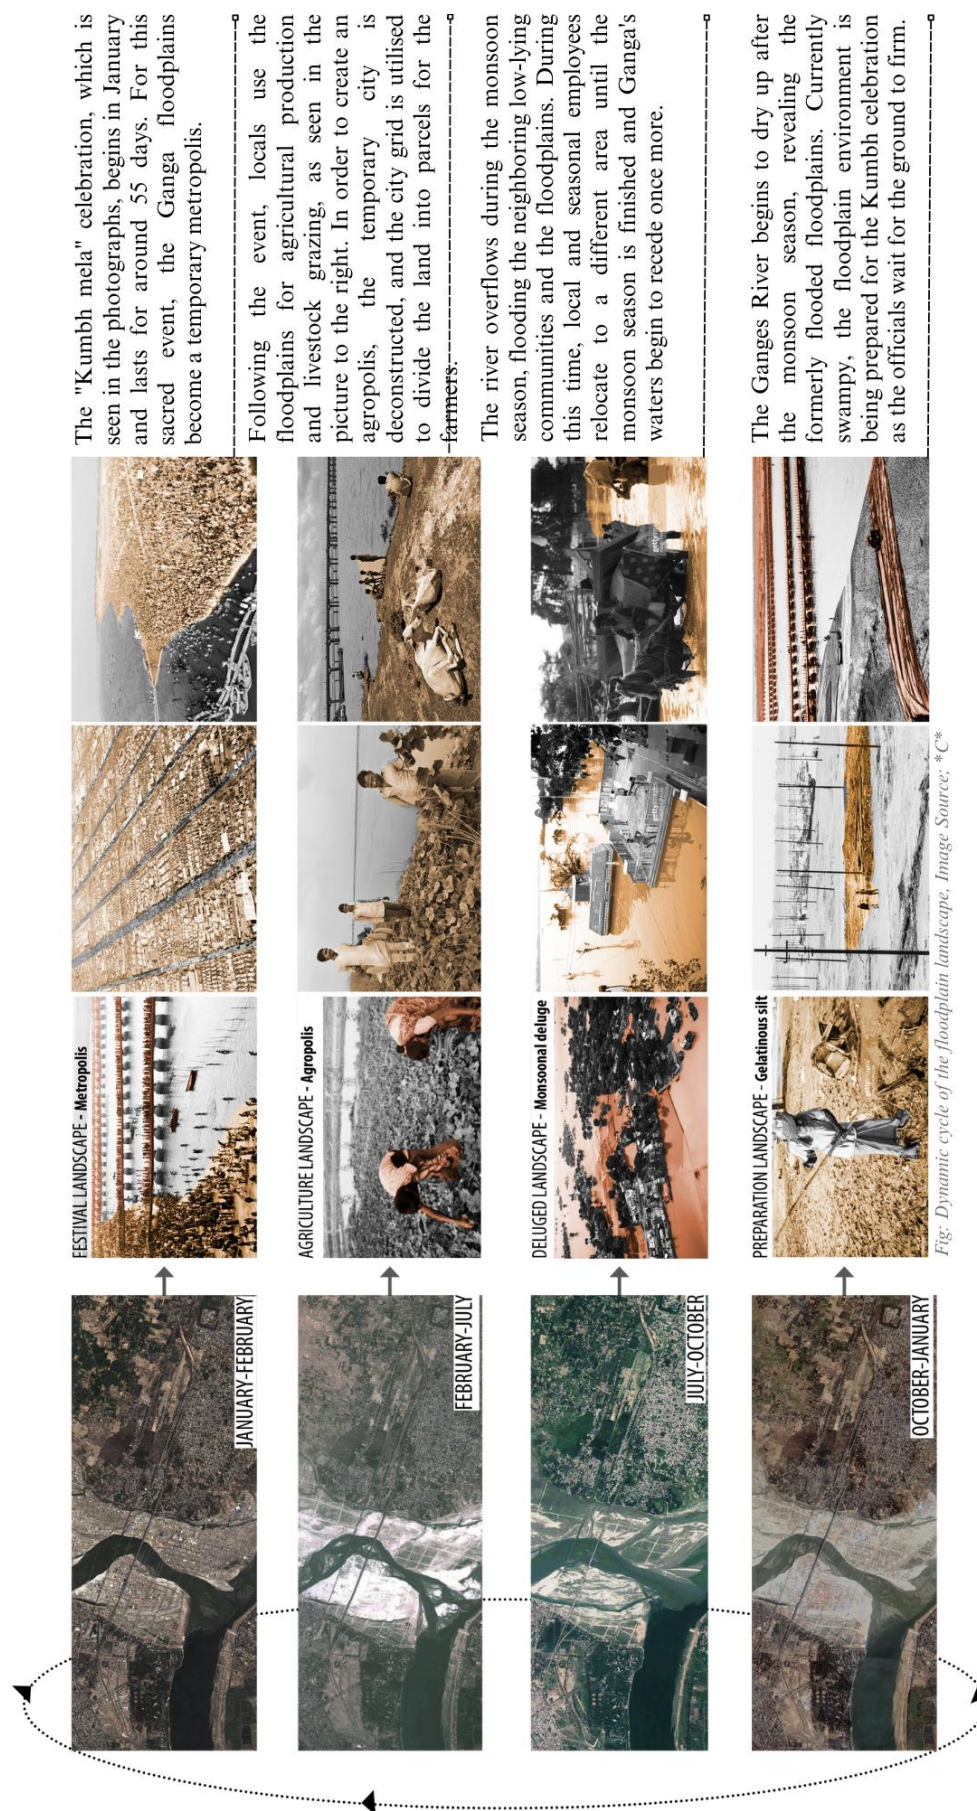 JANUARY-FEBRUARY
FESTIVAL LANDSCAPE - Metropolis
The "Kumbh mela" celebration, which is
seen in the photographs, begins in January
and lasts for around 55 days. For this
sacred event, the Ganga floodplains
become a temporary metropolis.
FEBRUARY-JULY
AGRICULTURE LANDSCAPE - Agropolis
Following the event, locals use the
floodplains for agricultural production
and livestock grazing, as seen in the
picture to the right. In order to create an
agropolis, the temporary city is
deconstructed, and the city grid is utilised
to divide the land into parcels for the
farmers.
JULY-OCTOBER
DELUGED LANDSCAPE - Monsoonal deluge
gettyimages
gettyimages
The river overflows during the monsoon
season, flooding the neighboring low-lying
communities and the floodplains. During
this time, local and seasonal employees
relocate to a different area until the
monsoon season is finished and Ganga's
waters begin to recede once more.
OCTOBER-JANUARY
PREPARATION LANDSCAPE - Gelatinous silt
The Ganges River begins to dry up after
the monsoon season, revealing the
formerly flooded floodplains. Currently
swampy, the floodplain environment is
being prepared for the Kumbh celebration
as the officials wait for the ground to firm.
Fig: Dynamic cycle of the floodplain landscape, Image Source; *C*